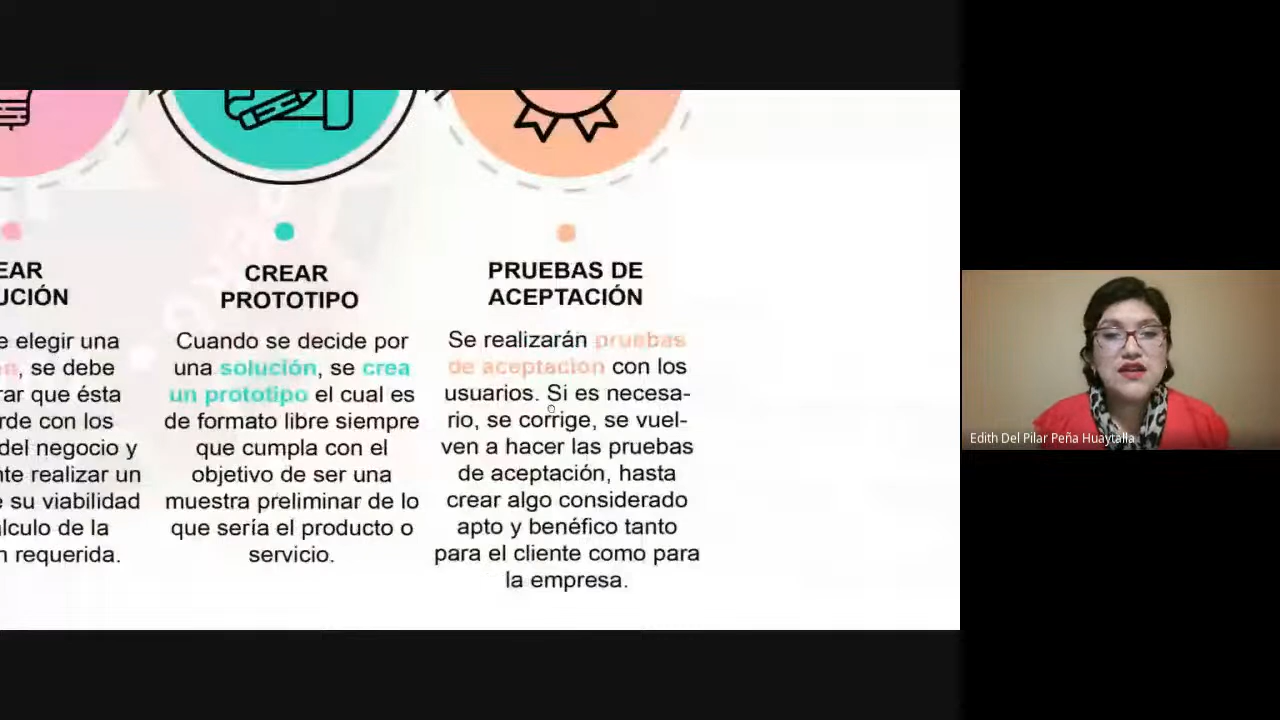 EAR
UCIÓN
e elegir una
n, se debe
rar que ésta
rde con los
del negocio y
nte realizar un
e su viabilidad
lculo de la
n requerida.
CREAR
PROTOTIPO
Cuando se decide por
una solución, se crea
un prototipo el cual es
de formato libre siempre
que cumpla con el
objetivo de ser una
muestra preliminar de lo
que sería el producto o
servicio.
PRUEBAS DE
ACEPTACIÓN
Se realizarán pruebas
de aceptación con los
usuarios. Si es necesa-
rio, se corrige, se vuel-
ven a hacer las pruebas
de aceptación, hasta
crear algo considerado
apto y benéfico tanto
para el cliente como para
la empresa.
Edith Del Pilar Peña Huaytalla